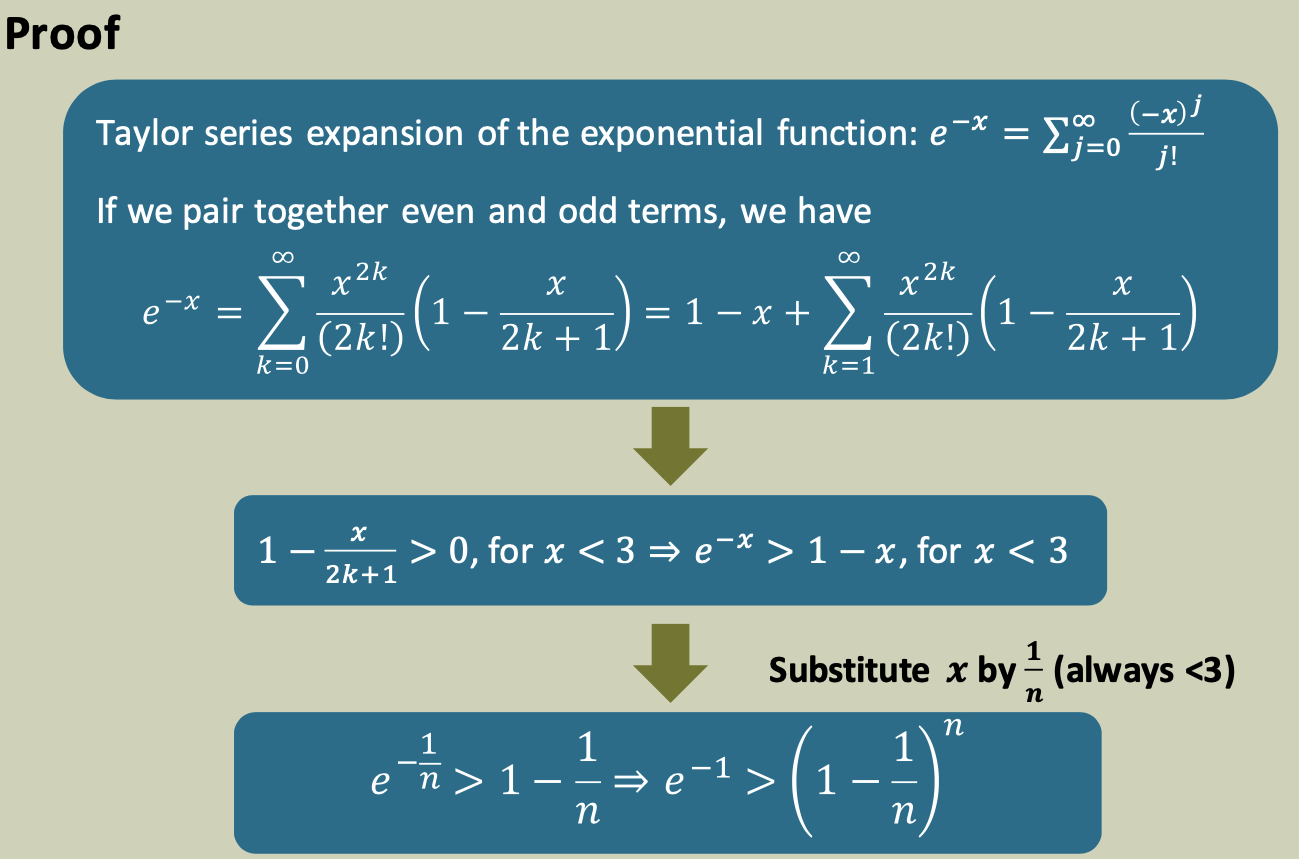 Proof
Taylor series expansion of the exponential function: $e^{-x} = \sum_{j=0}^{\infty} \frac{(-x)^j}{j!}$
If we pair together even and odd terms, we have
$e^{-x} = \sum_{k=0}^{\infty} \frac{x^{2k}}{(2k!)} \left(1 - \frac{x}{2k+1}\right) = 1 - x + \sum_{k=1}^{\infty} \frac{x^{2k}}{(2k!)} \left(1 - \frac{x}{2k+1}\right)$
$1 - \frac{x}{2k+1} > 0$, for $x < 3 \Rightarrow e^{-x} > 1 - x$, for $x < 3$
Substitute $x$ by $\frac{1}{n}$ (always <3)
$e^{-\frac{1}{n}} > 1 - \frac{1}{n} \Rightarrow e^{-1} > \left(1 - \frac{1}{n}\right)^n$